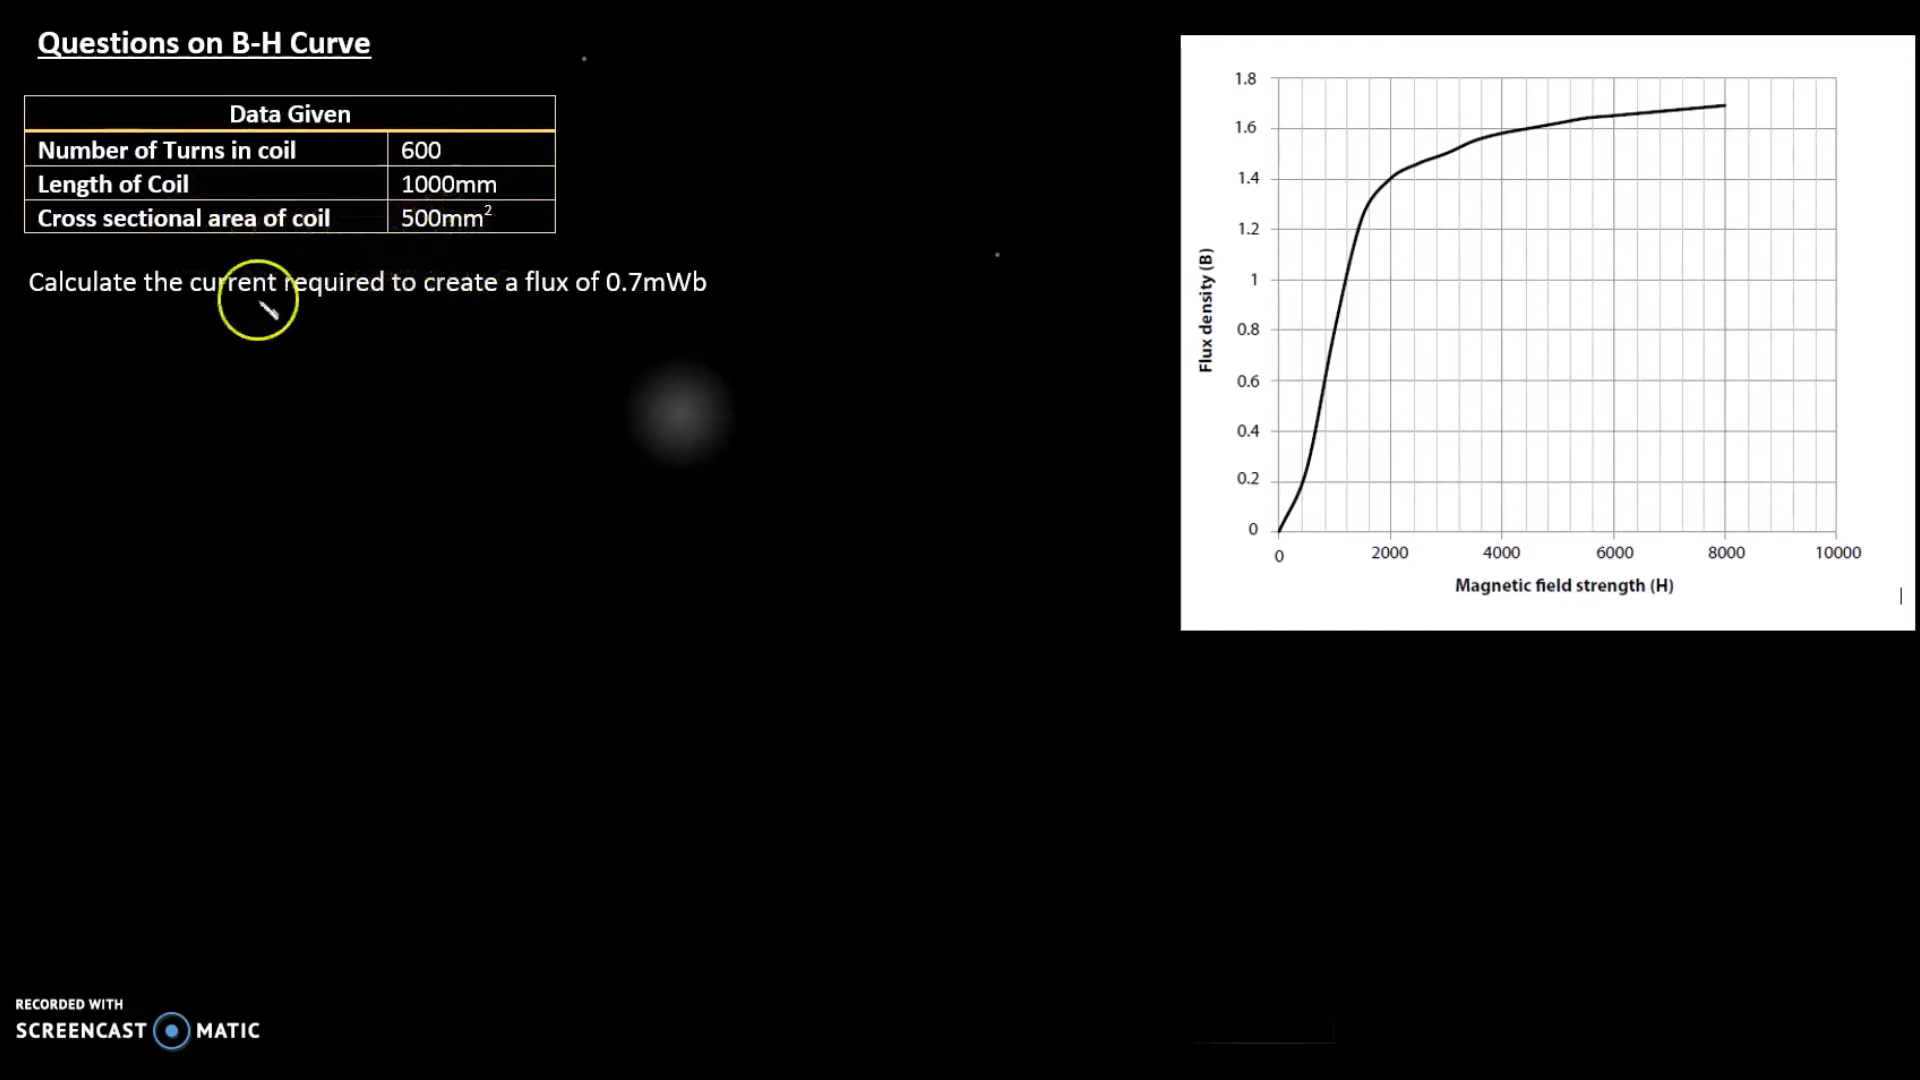 Questions on B-H Curve
Data Given
Number of Turns in coil 600
Length of Coil 1000mm
Cross sectional area of coil 500mm²
Calculate the current required to create a flux of 0.7mWb
1.8
1.6
1.4
1.2
1
0.8
0.6
0.4
0.2
0
Flux density (B)
0 2000 4000 6000 8000 10000
Magnetic field strength (H)
RECORDED WITH
SCREENCAST MATIC